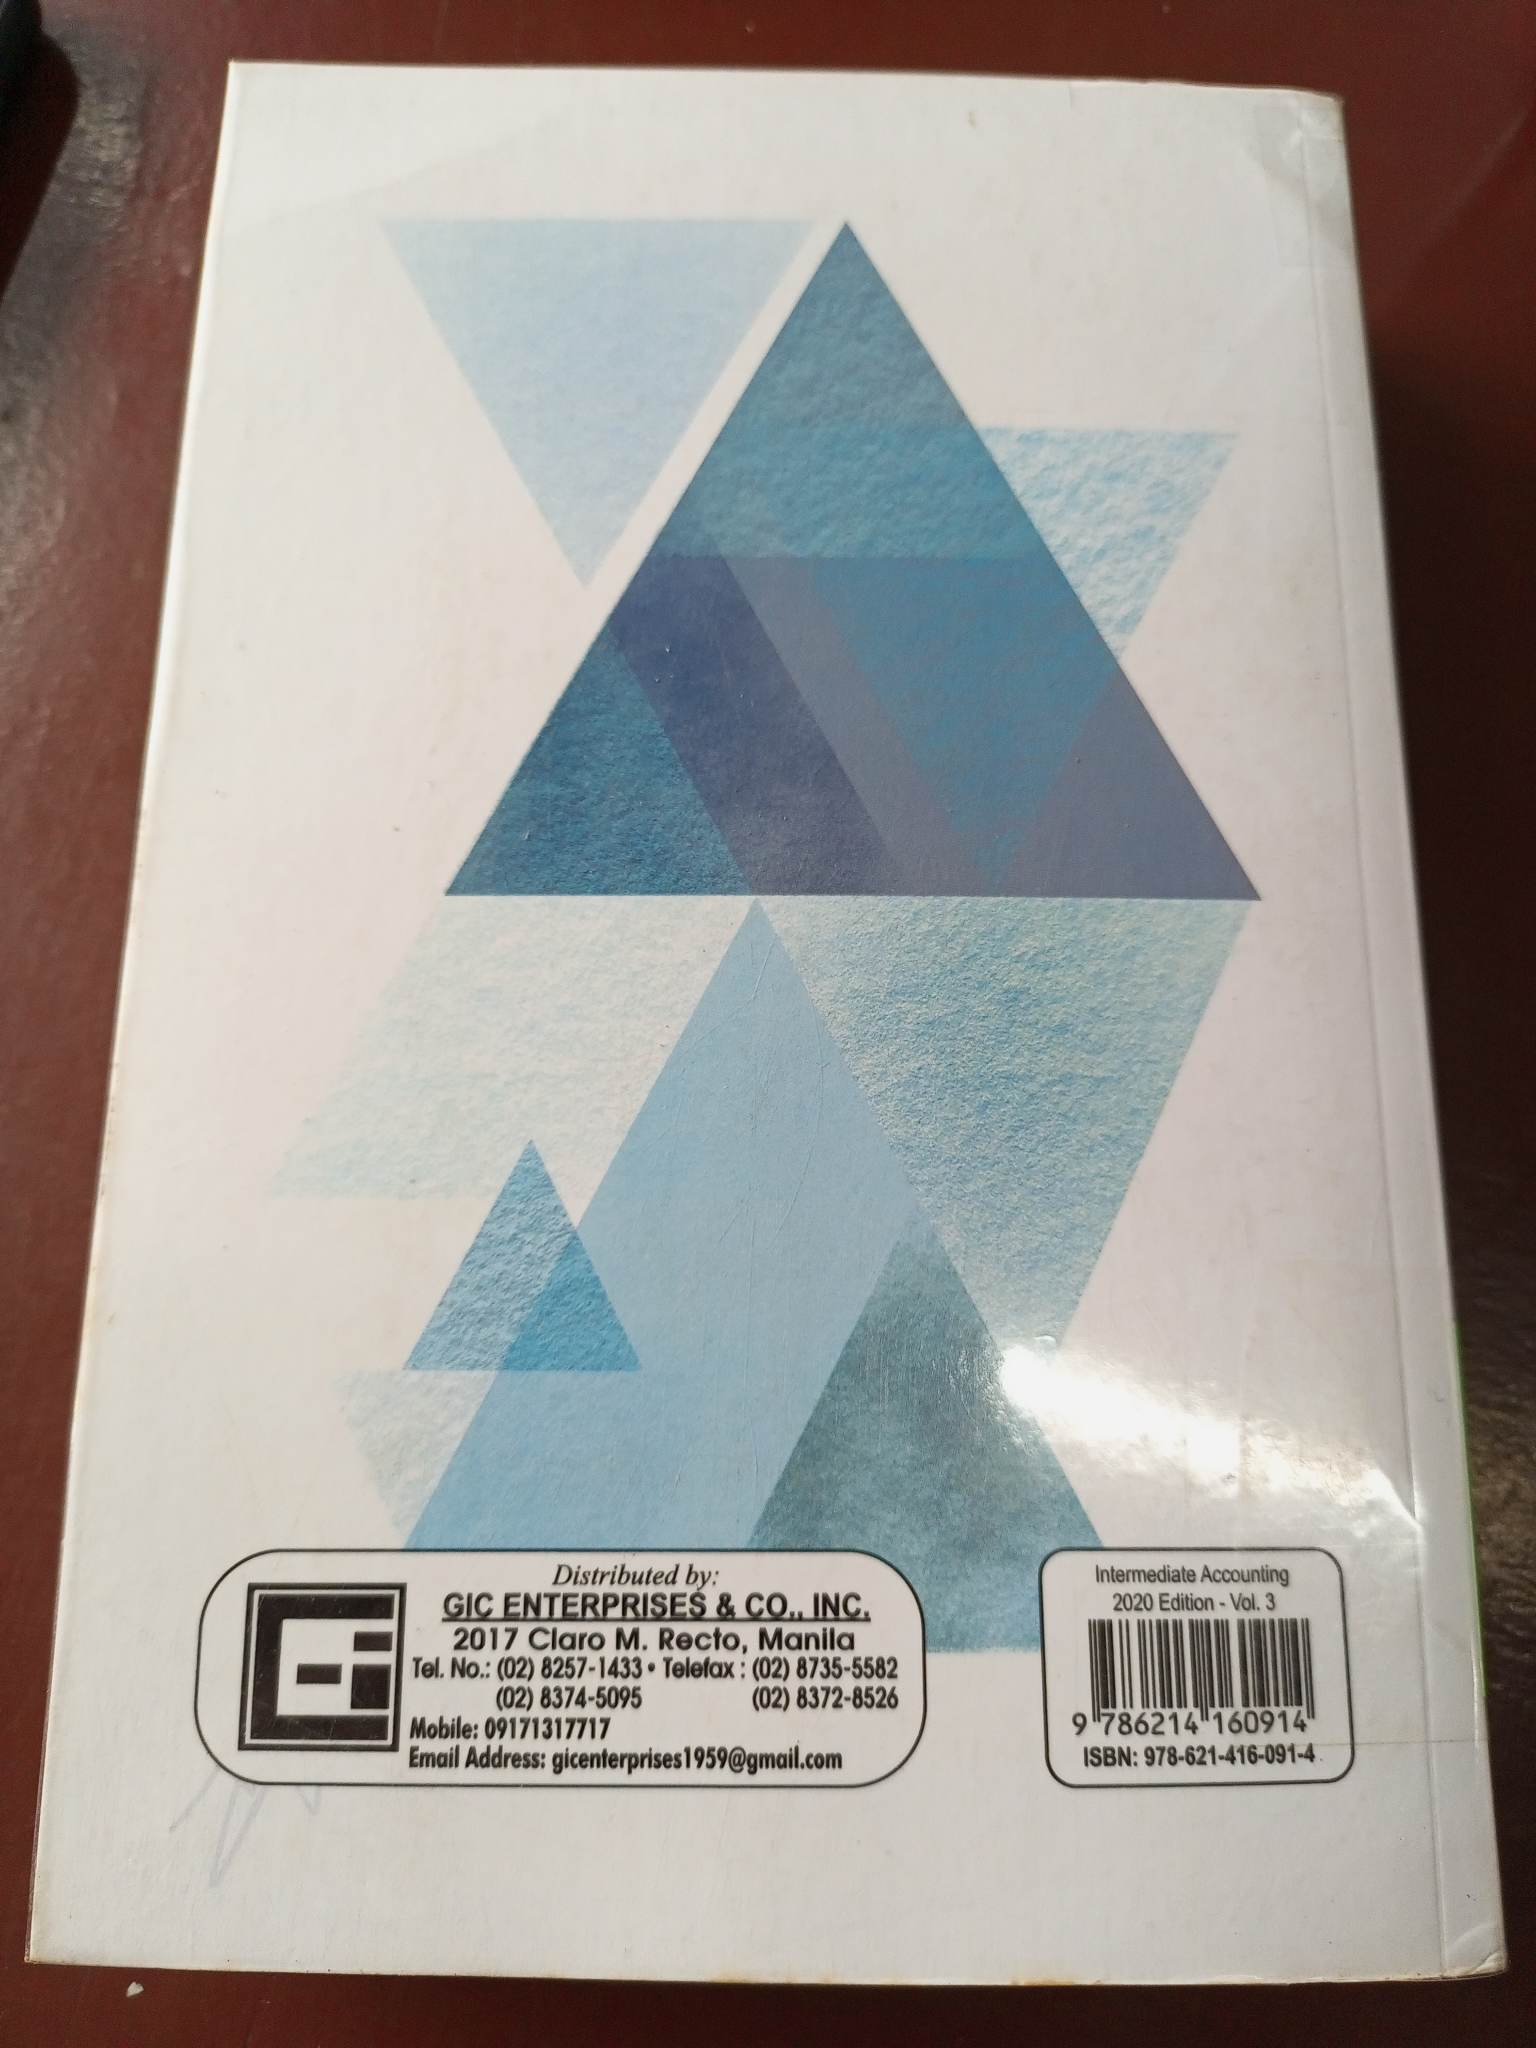 Distributed by:
GIC ENTERPRISES & CO., INC.
2017 Claro M. Recto, Manila
Tel. No.: (02) 8257-1433 • Telefax : (02) 8735-5582
(02) 8374-5095 (02) 8372-8526
Mobile: 09171317717
Email Address: gicenterprises1959@gmail.com
Intermediate Accounting
2020 Edition - Vol. 3
9 786214 160914
ISBN: 978-621-416-091-4